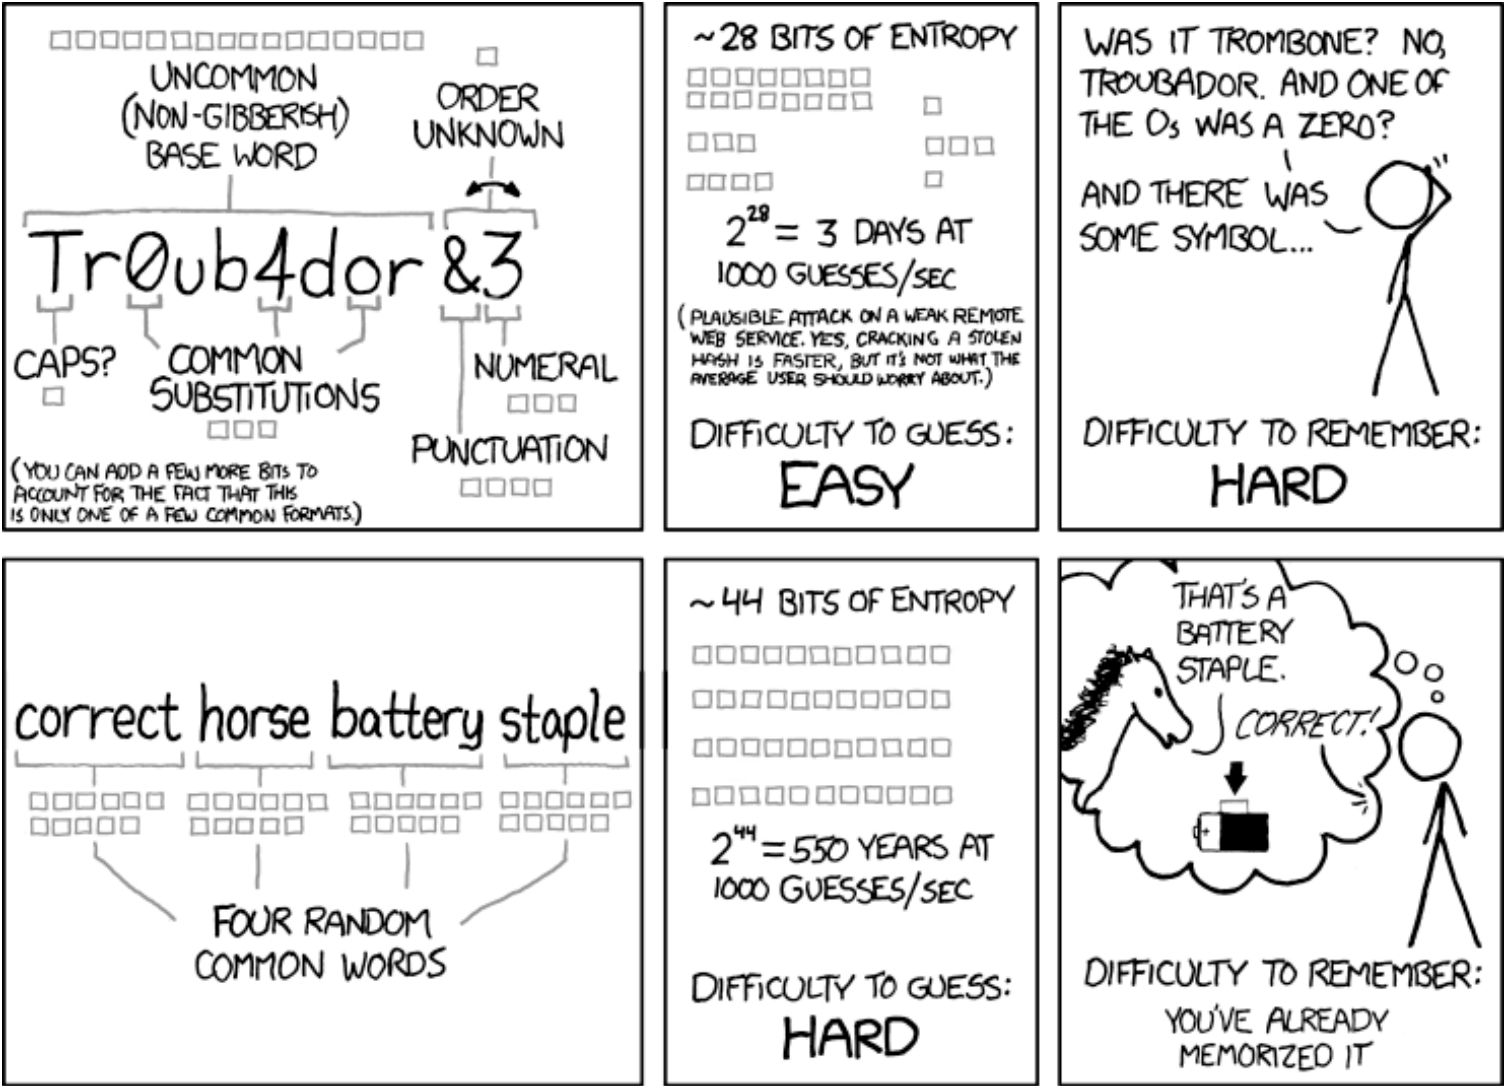 UNCOMMON
(NON-GIBBERISH)
BASE WORD
ORDER
UNKNOWN
Tr0ub4dor &3
CAPS?
COMMON
SUBSTITUTIONS
NUMERAL
PUNCTUATION
(YOU CAN ADD A FEW MORE BITS TO
ACCOUNT FOR THE FACT THAT THIS
IS ONLY ONE OF A FEW COMMON FORMATS.)
~28 BITS OF ENTROPY
2^28 = 3 DAYS AT
1000 GUESSES/SEC
(PLAUSIBLE ATTACK ON A WEAK REMOTE
WEB SERVICE. YES, CRACKING A STOLEN
HASH IS FASTER, BUT IT'S NOT WHAT THE
AVERAGE USER SHOULD WORRY ABOUT.)
DIFFICULTY TO GUESS:
EASY
WAS IT TROMBONE? NO,
TROUBADOR. AND ONE OF
THE Os WAS A ZERO?
AND THERE WAS
SOME SYMBOL...
DIFFICULTY TO REMEMBER:
HARD
correct horse battery staple
FOUR RANDOM
COMMON WORDS
~44 BITS OF ENTROPY
2^44 = 550 YEARS AT
1000 GUESSES/SEC
DIFFICULTY TO GUESS:
HARD
THAT'S A
BATTERY
STAPLE.
CORRECT!
+
DIFFICULTY TO REMEMBER:
YOU'VE ALREADY
MEMORIZED IT